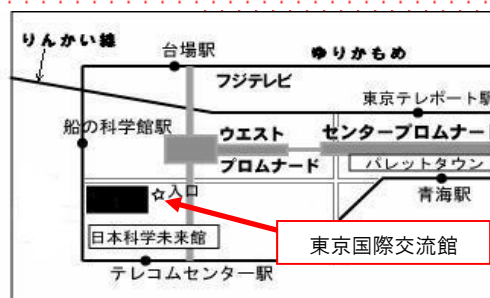 りんかい線
台場駅
ゆりかもめ
フジテレビ
東京テレポート駅
船の科学館駅
ウエスト
プロムナード
センタープロムナード
パレットタウン
青海駅
☆入口
日本科学未来館
東京国際交流館
テレコムセンター駅